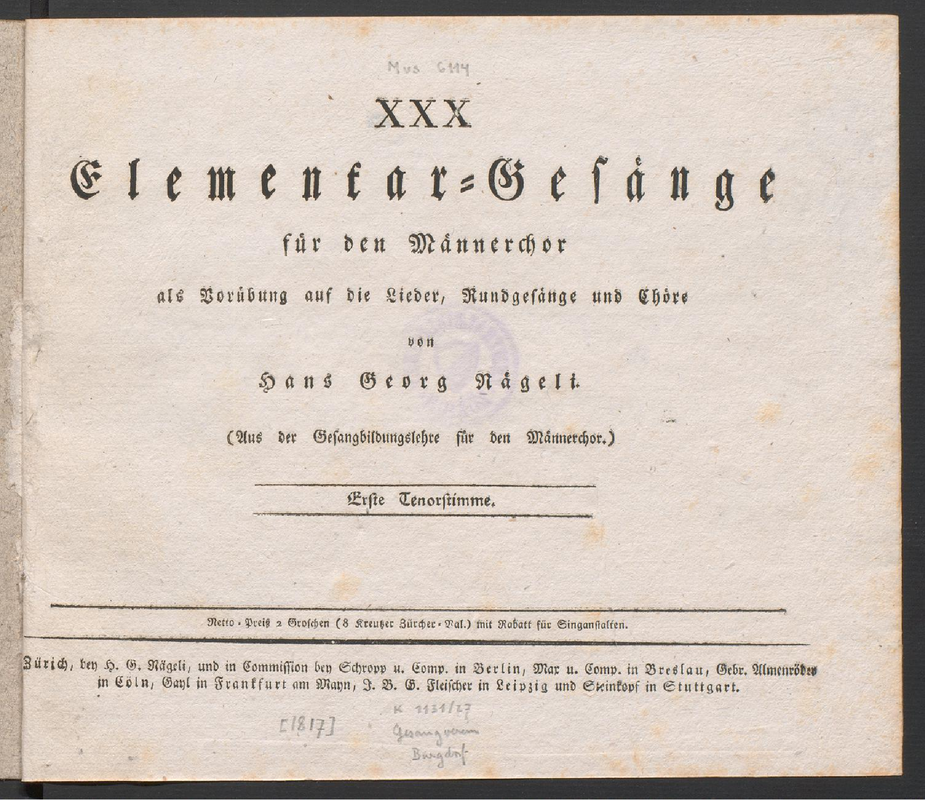 Mus 6114
XXX
Elementar-Gesänge
für den Männerchor
als Vorübung auf die Lieder, Rundgesänge und Chöre
von
Hans Georg Nägeli.
(Aus der Gesangbildungslehre für den Männerchor.)
Erste Tenorstimme.
Netto-Preiß 2 Groschen (8 Kreutzer Zürcher-Val.) mit Rabatt für Singanstalten.
Zürich, bey H. G. Nägeli, und in Commission bey Schropp u. Comp. in Berlin, Max u. Comp. in Breslau, Gebr. Almenröder
in Cöln, Gayl in Frankfurt am Mayn, J. B. G. Fleischer in Leipzig und Steinkopf in Stuttgart.
K 1131/27
[1817]
Gesangverein
Burgdorf